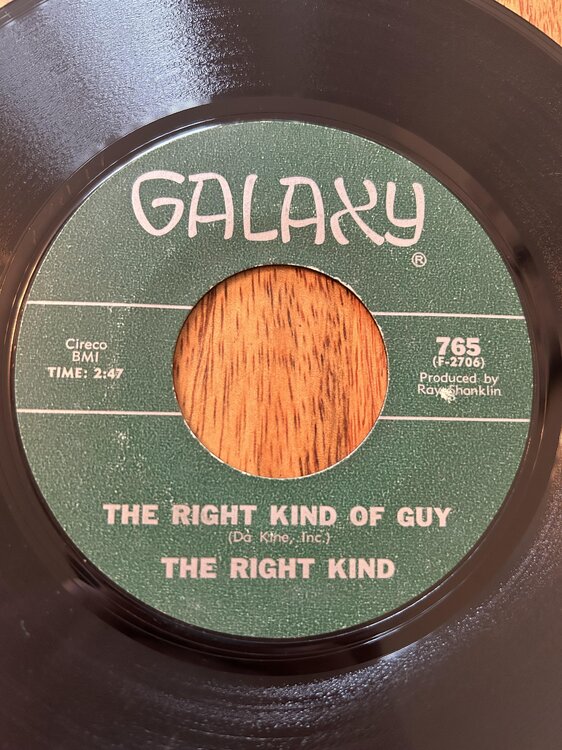 GALAXY
®
Cireco
BMI
TIME: 2:47
765
(F-2706)
Produced by
Ray Shanklin
THE RIGHT KIND OF GUY
(Da Kine, Inc.)
THE RIGHT KIND